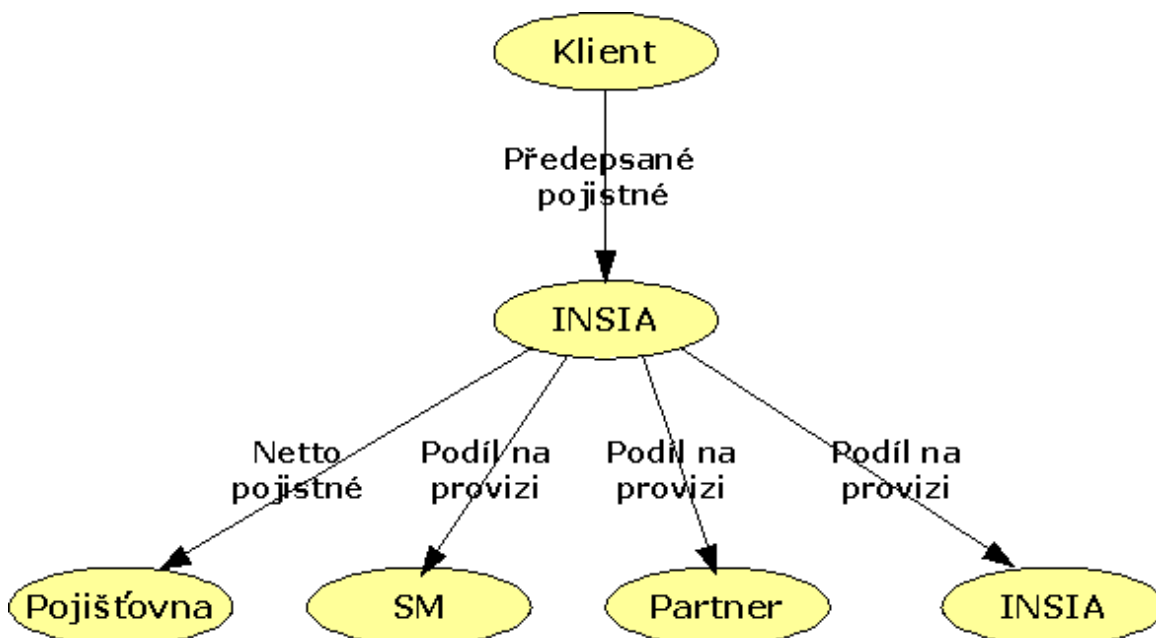 Klient
Předepsané
pojistné
INSIA
Netto
pojistné
Podíl na
provizi
Podíl na
provizi
Podíl na
provizi
Pojišťovna
SM
Partner
INSIA